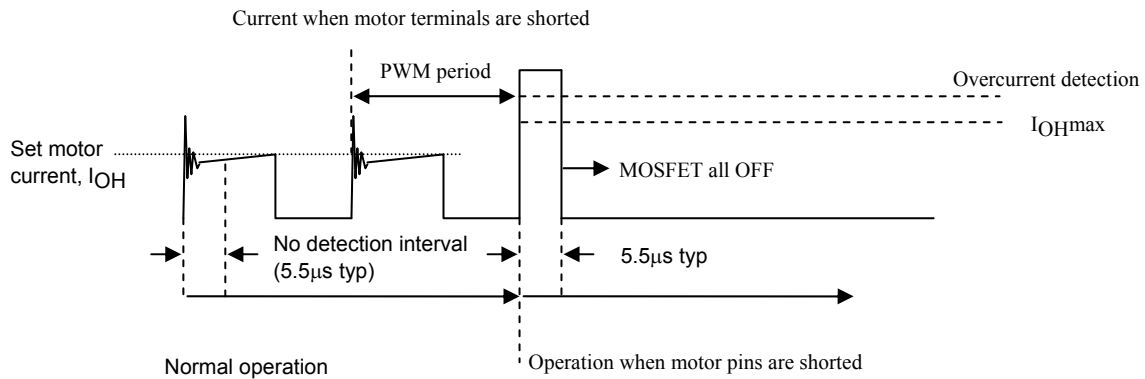 Current when motor terminals are shorted
PWM period
Overcurrent detection
IOHmax
Set motor
current, IOH
MOSFET all OFF
No detection interval
(5.5μs typ)
5.5μs typ
Normal operation
Operation when motor pins are shorted